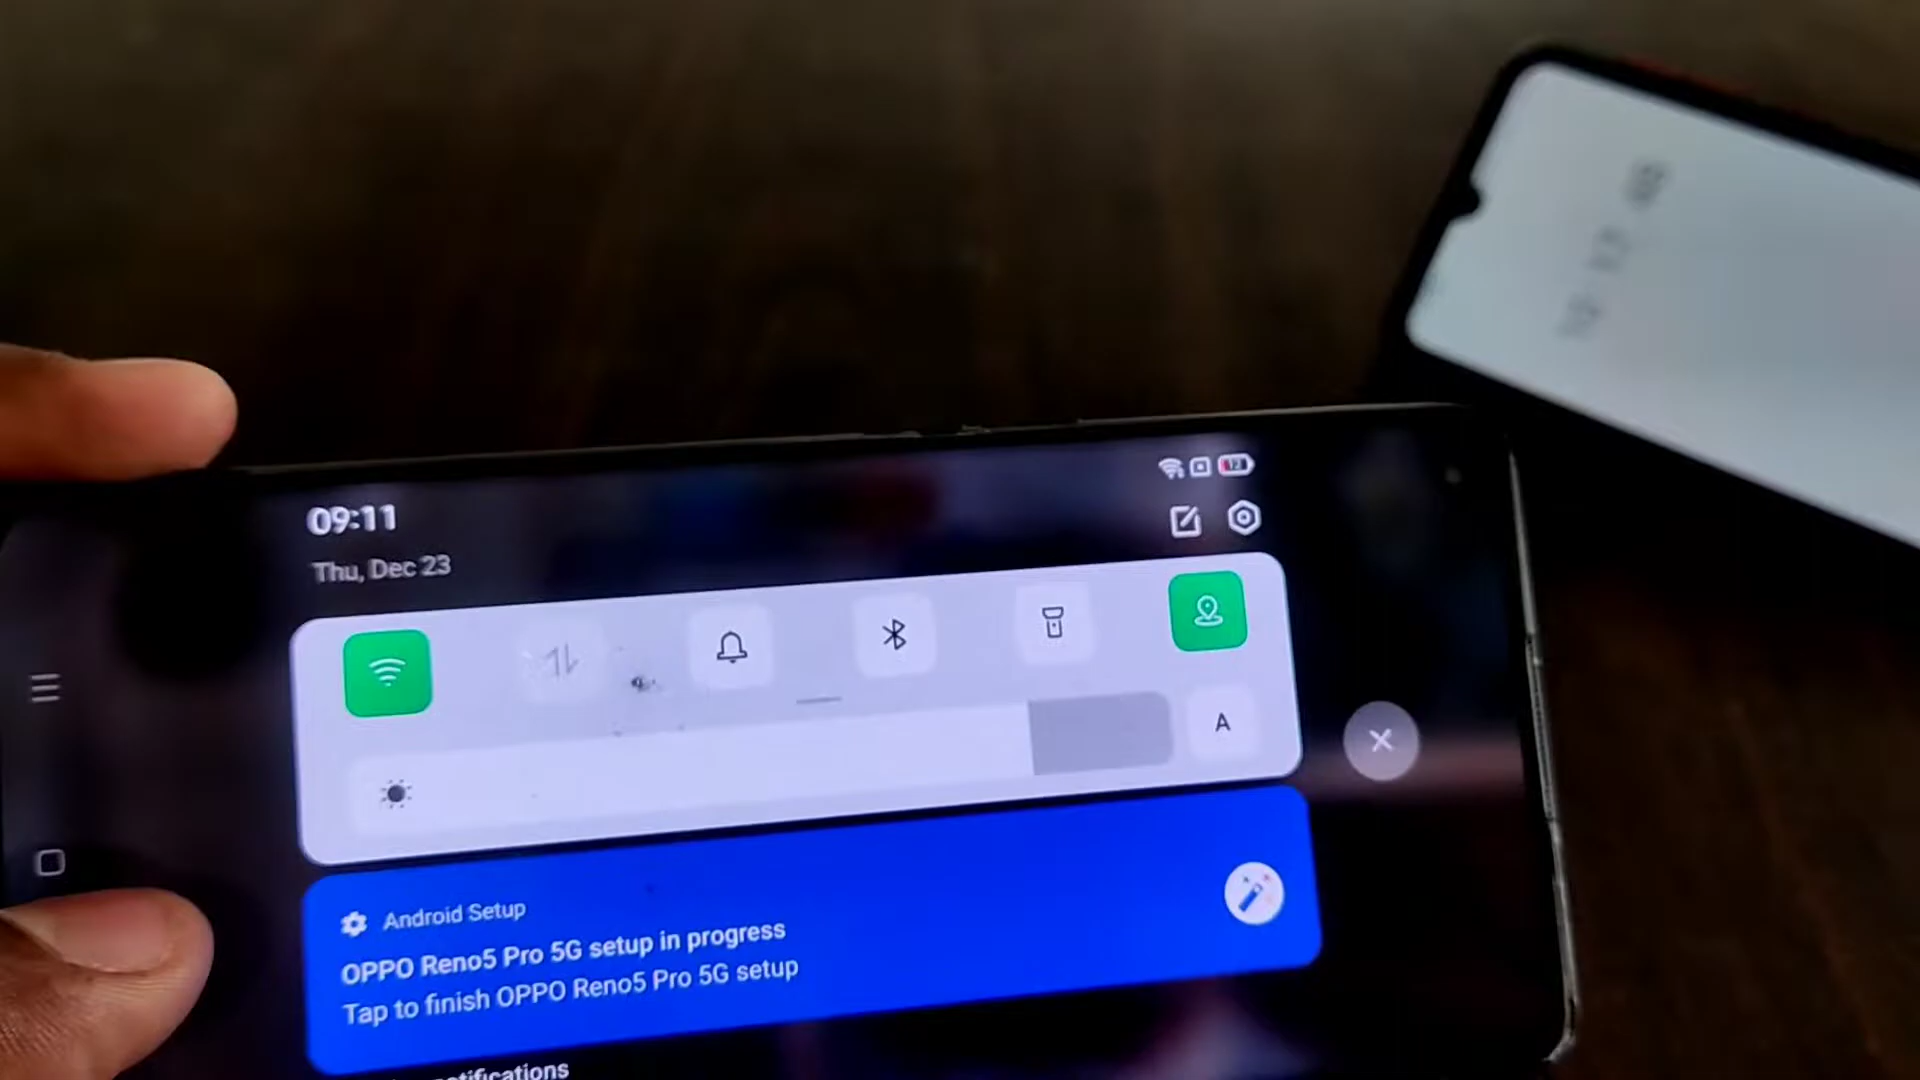 09:11
Thu, Dec 23
12
A
Android Setup
OPPO Reno5 Pro 5G setup in progress
Tap to finish OPPO Reno5 Pro 5G setup